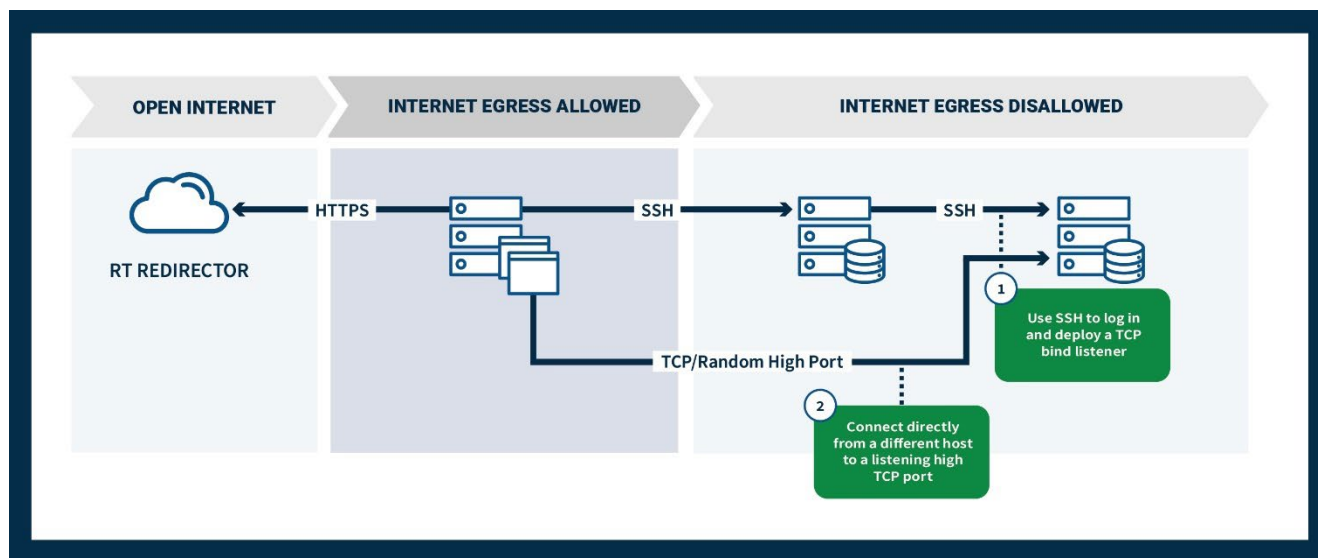 OPEN INTERNET
INTERNET EGRESS ALLOWED
INTERNET EGRESS DISALLOWED
HTTPS
SSH
SSH
RT REDIRECTOR
1
Use SSH to log in
and deploy a TCP
bind listener
TCP/Random High Port
2
Connect directly
from a different host
to a listening high
TCP port